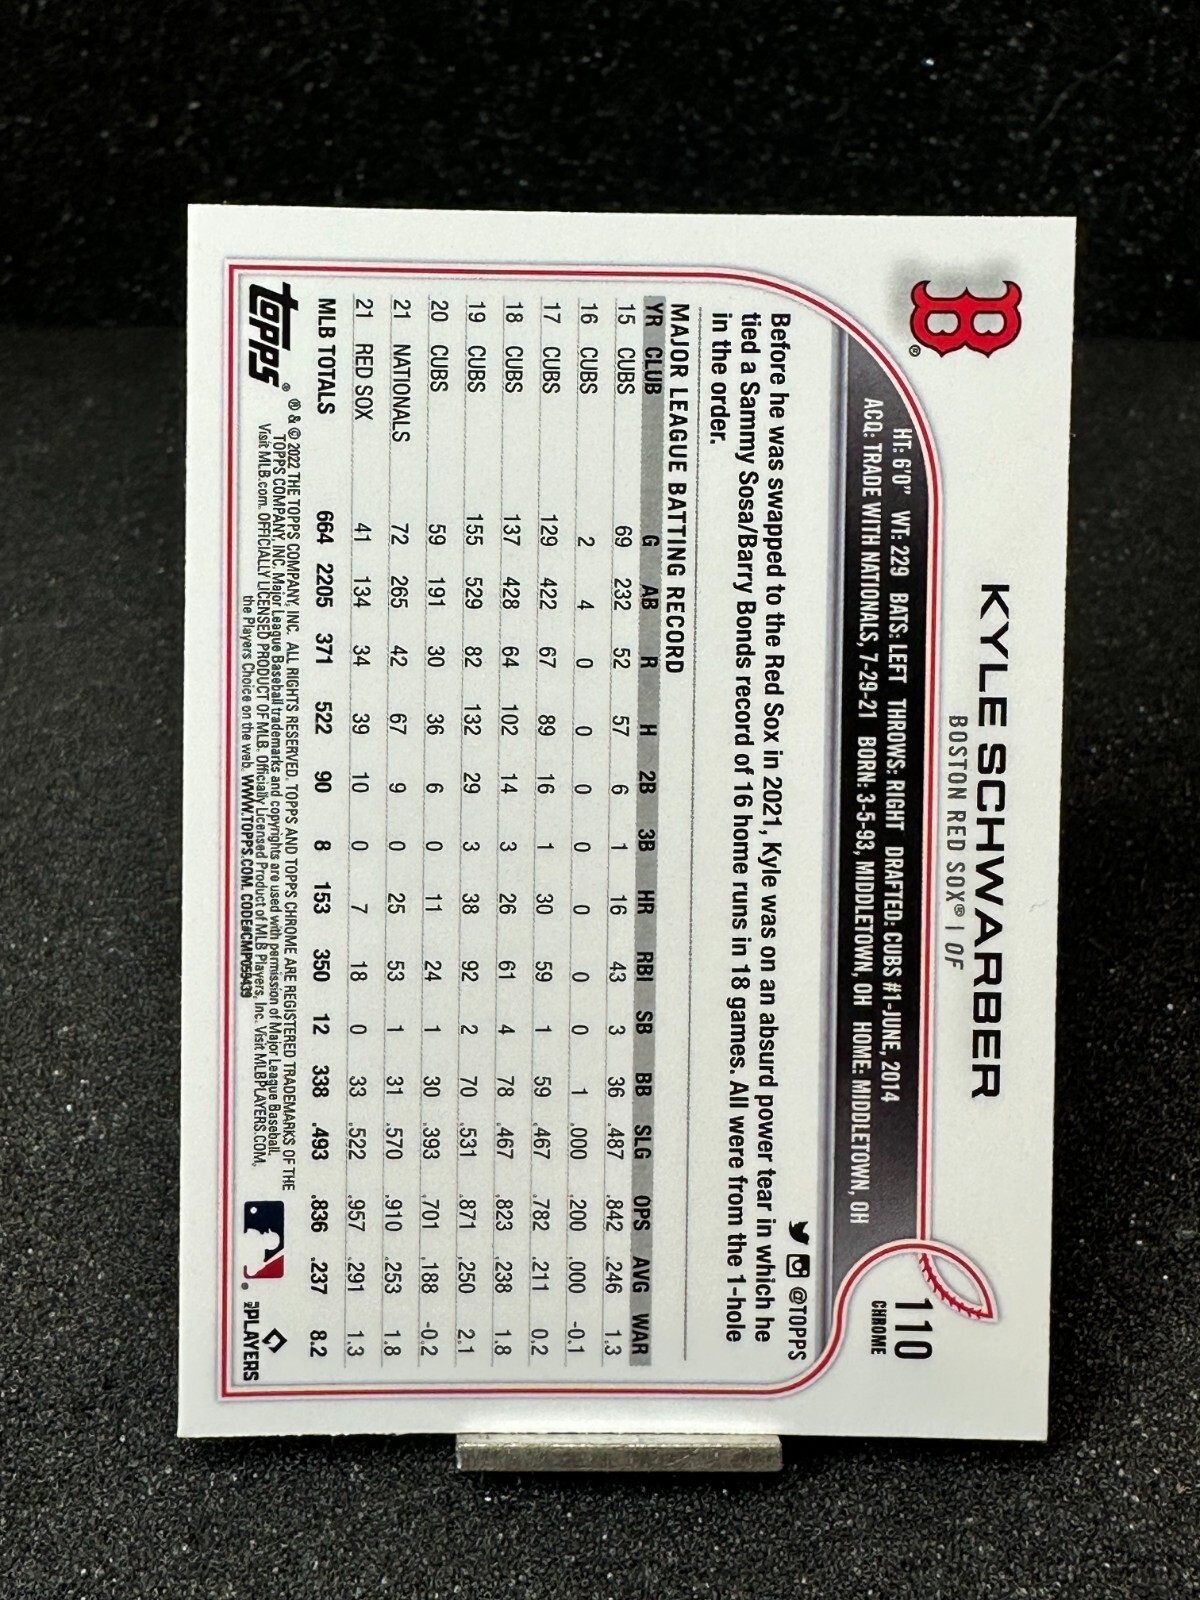 KYLE SCHWARBER
BOSTON RED SOX® | OF
110
CHROME
B®
HT: 6'0" WT: 229 BATS: LEFT THROWS: RIGHT DRAFTED: CUBS #1-JUNE, 2014
ACQ: TRADE WITH NATIONALS, 7-29-21 BORN: 3-5-93, MIDDLETOWN, OH HOME: MIDDLETOWN, OH
@TOPPS
Before he was swapped to the Red Sox in 2021, Kyle was on an absurd power tear in which he
tied a Sammy Sosa/Barry Bonds record of 16 home runs in 18 games. All were from the 1-hole
in the order.
MAJOR LEAGUE BATTING RECORD
YR CLUB G AB R H 2B 3B HR RBI SB BB SLG OPS AVG WAR
15 CUBS 69 232 52 57 6 1 16 43 3 36 .487 .842 .246 1.3
16 CUBS 2 4 0 0 0 0 0 0 0 1 .000 .200 .000 -0.1
17 CUBS 129 422 67 89 16 1 30 59 1 59 .467 .782 .211 0.2
18 CUBS 137 428 64 102 14 3 26 61 4 78 .467 .823 .238 1.8
19 CUBS 155 529 82 132 29 3 38 92 2 70 .531 .871 .250 2.1
20 CUBS 59 191 30 36 6 0 11 24 1 30 .393 .701 .188 -0.2
21 NATIONALS 72 265 42 67 9 0 25 53 1 31 .570 .910 .253 1.8
21 RED SOX 41 134 34 39 10 0 7 18 0 33 .522 .957 .291 1.3
MLB TOTALS 664 2205 371 522 90 8 153 350 12 338 .493 .836 .237 8.2
topps®
® & © 2022 THE TOPPS COMPANY, INC. ALL RIGHTS RESERVED. TOPPS AND TOPPS CHROME ARE REGISTERED TRADEMARKS OF THE
TOPPS COMPANY, INC. Major League Baseball trademarks and copyrights are used with permission of Major League Baseball.
Visit MLB.com. OFFICIALLY LICENSED PRODUCT OF MLB. Officially Licensed Product of MLB Players, Inc. Visit MLBPLAYERS.COM,
the Players Choice on the web. WWW.TOPPS.COM. CODE#CMP059439
PLAYERS